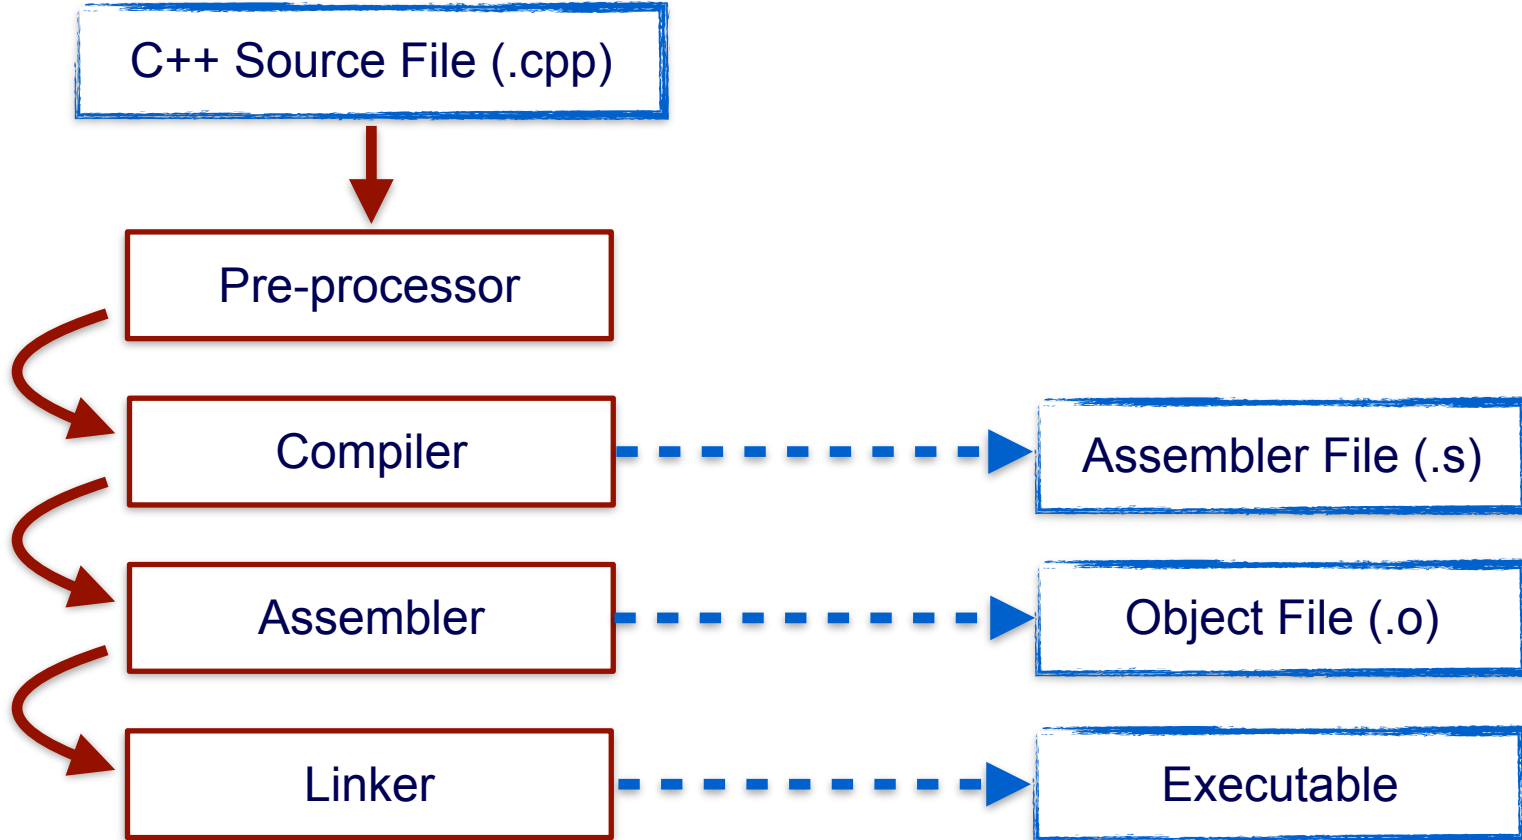 C++ Source File (.cpp)
Pre-processor
Compiler
Assembler File (.s)
Assembler
Object File (.o)
Linker
Executable